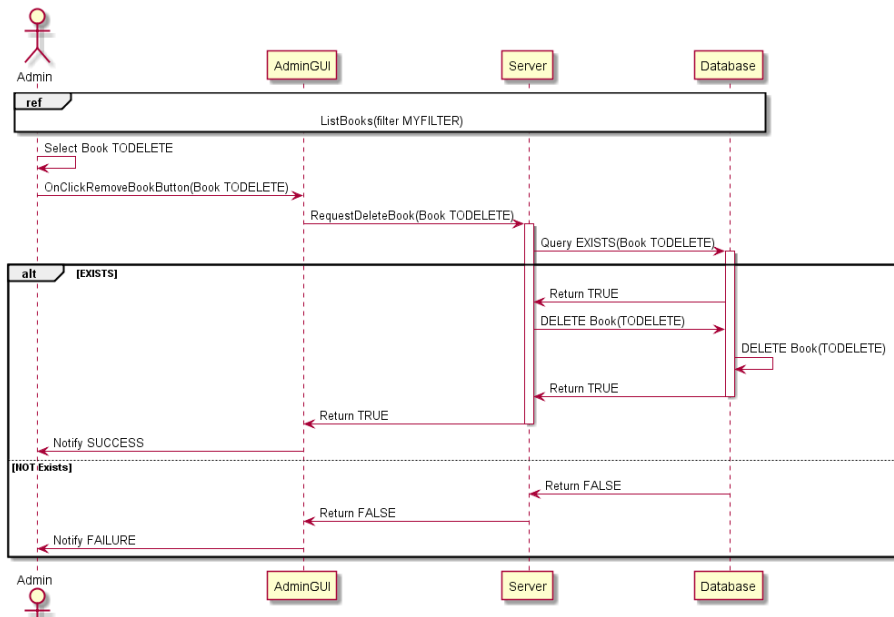 Admin
AdminGUI
Server
Database
ref
ListBooks(filter MYFILTER)
Select Book TODELETE
OnClickRemoveBookButton(Book TODELETE)
RequestDeleteBook(Book TODELETE)
Query EXISTS(Book TODELETE)
alt
[EXISTS]
Return TRUE
DELETE Book(TODELETE)
DELETE Book(TODELETE)
Return TRUE
Return TRUE
Notify SUCCESS
[NOT Exists]
Return FALSE
Return FALSE
Notify FAILURE
Admin
AdminGUI
Server
Database